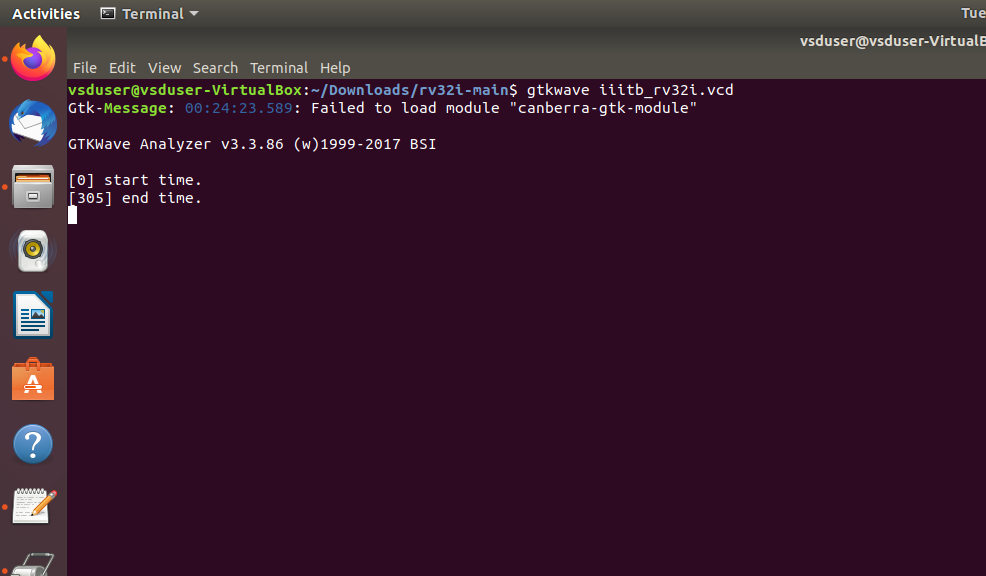 Activities Terminal Tue
vsduser@vsduser-VirtualB
File Edit View Search Terminal Help
vsduser@vsduser-VirtualBox:~/Downloads/rv32i-main$ gtkwave iiitb_rv32i.vcd
Gtk-Message: 00:24:23.589: Failed to load module "canberra-gtk-module"
GTKWave Analyzer v3.3.86 (w)1999-2017 BSI
[0] start time.
[305] end time.